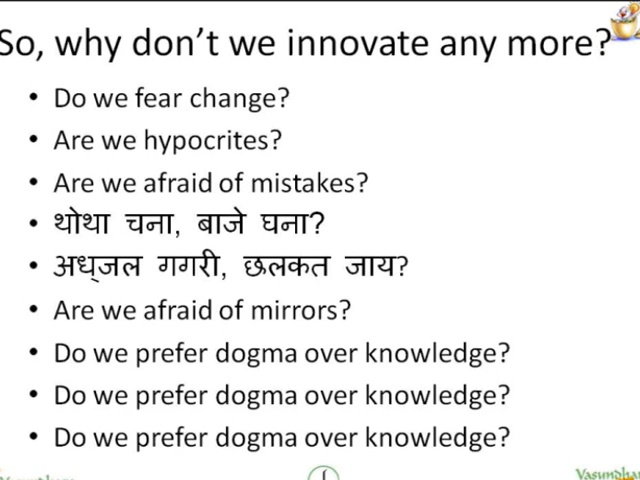 So, why don't we innovate any more?
• Do we fear change?
• Are we hypocrites?
• Are we afraid of mistakes?
• थोथा चना, बाजे घना?
• अध्जल गगरी, छलकत जाय?
• Are we afraid of mirrors?
• Do we prefer dogma over knowledge?
• Do we prefer dogma over knowledge?
• Do we prefer dogma over knowledge?